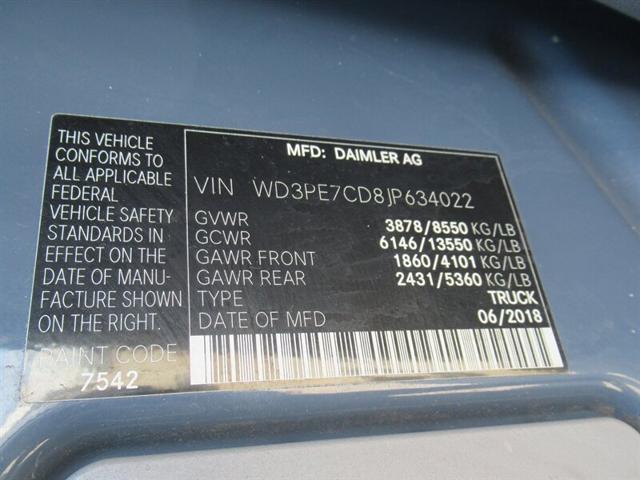 THIS VEHICLE
CONFORMS TO
ALL APPLICABLE
FEDERAL
VEHICLE SAFETY
STANDARDS IN
EFFECT ON THE
DATE OF MANU-
FACTURE SHOWN
ON THE RIGHT.
PAINT CODE
7542
MFD: DAIMLER AG
VIN WD3PE7CD8JP634022
GVWR 3878/8550 KG/LB
GCWR 6146/13550 KG/LB
GAWR FRONT 1860/4101 KG/LB
GAWR REAR 2431/5360 KG/LB
TYPE TRUCK
DATE OF MFD 06/2018